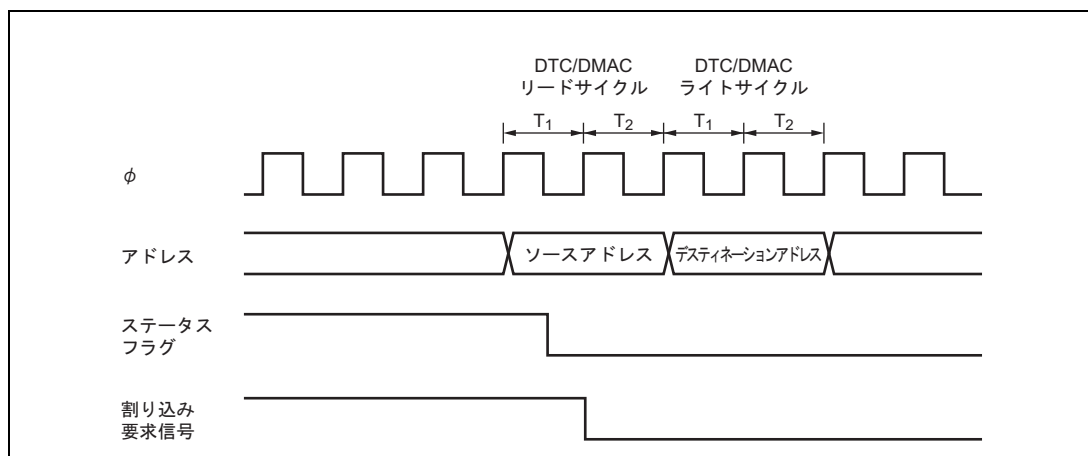 DTC/DMAC DTC/DMAC
リードサイクル ライトサイクル
T1 T2 T1 T2
φ
アドレス ソースアドレス デスティネーションアドレス
ステータス
フラグ
割り込み
要求信号